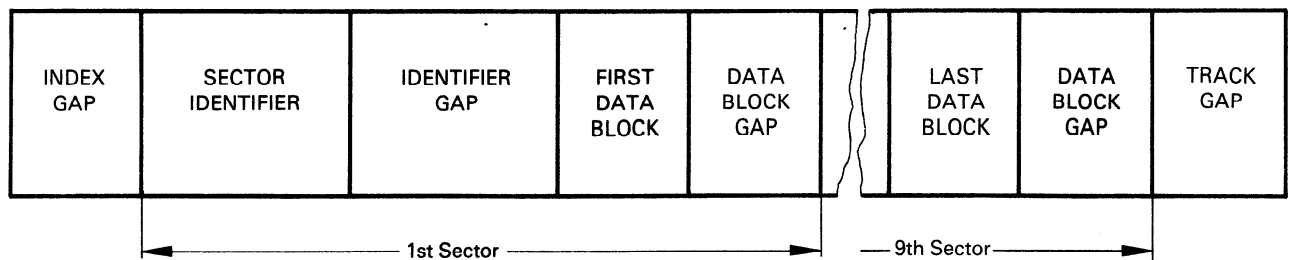 INDEX
GAP
SECTOR
IDENTIFIER
IDENTIFIER
GAP
FIRST
DATA
BLOCK
DATA
BLOCK
GAP
LAST
DATA
BLOCK
DATA
BLOCK
GAP
TRACK
GAP
1st Sector
9th Sector